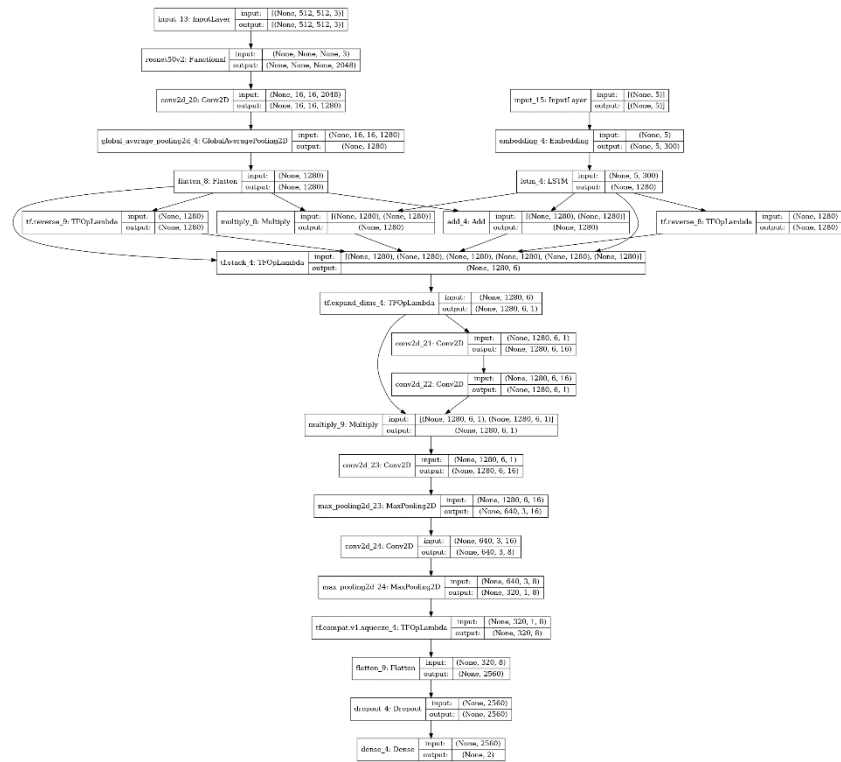 input_13: InputLayer input: [(None, 512, 512, 3)]
output: [(None, 512, 512, 3)]
resnet50v2: Functional input: (None, None, None, 3)
output: (None, None, None, 2048)
conv2d_20: Conv2D input: (None, 16, 16, 2048)
output: (None, 16, 16, 1280)
input_15: InputLayer input: [(None, 5)]
output: [(None, 5)]
global_average_pooling2d_4: GlobalAveragePooling2D input: (None, 16, 16, 1280)
output: (None, 1280)
embedding_4: Embedding input: (None, 5)
output: (None, 5, 300)
flatten_8: Flatten input: (None, 1280)
output: (None, 1280)
lstm_4: LSTM input: (None, 5, 300)
output: (None, 1280)
tf.reverse_9: TFOpLambda input: (None, 1280)
output: (None, 1280)
multiply_8: Multiply input: [(None, 1280), (None, 1280)]
output: (None, 1280)
add_4: Add input: [(None, 1280), (None, 1280)]
output: (None, 1280)
tf.reverse_8: TFOpLambda input: (None, 1280)
output: (None, 1280)
tf.stack_4: TFOpLambda input: [(None, 1280), (None, 1280), (None, 1280), (None, 1280), (None, 1280), (None, 1280)]
output: (None, 1280, 6)
tf.expand_dims_4: TFOpLambda input: (None, 1280, 6)
output: (None, 1280, 6, 1)
conv2d_21: Conv2D input: (None, 1280, 6, 1)
output: (None, 1280, 6, 16)
conv2d_22: Conv2D input: (None, 1280, 6, 16)
output: (None, 1280, 6, 1)
multiply_9: Multiply input: [(None, 1280, 6, 1), (None, 1280, 6, 1)]
output: (None, 1280, 6, 1)
conv2d_23: Conv2D input: (None, 1280, 6, 1)
output: (None, 1280, 6, 16)
max_pooling2d_23: MaxPooling2D input: (None, 1280, 6, 16)
output: (None, 640, 3, 16)
conv2d_24: Conv2D input: (None, 640, 3, 16)
output: (None, 640, 3, 8)
max_pooling2d_24: MaxPooling2D input: (None, 640, 3, 8)
output: (None, 320, 1, 8)
tf.compat.v1.squeeze_4: TFOpLambda input: (None, 320, 1, 8)
output: (None, 320, 8)
flatten_9: Flatten input: (None, 320, 8)
output: (None, 2560)
dropout_4: Dropout input: (None, 2560)
output: (None, 2560)
dense_4: Dense input: (None, 2560)
output: (None, 2)